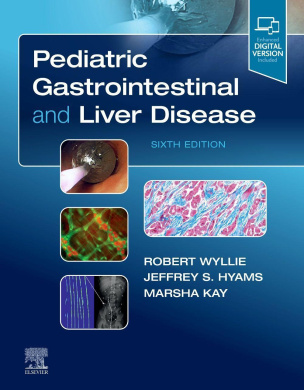 Enhanced
DIGITAL
VERSION
Included
Pediatric
Gastrointestinal
and Liver Disease
SIXTH EDITION
ROBERT WYLLIE
JEFFREY S. HYAMS
MARSHA KAY
ELSEVIER